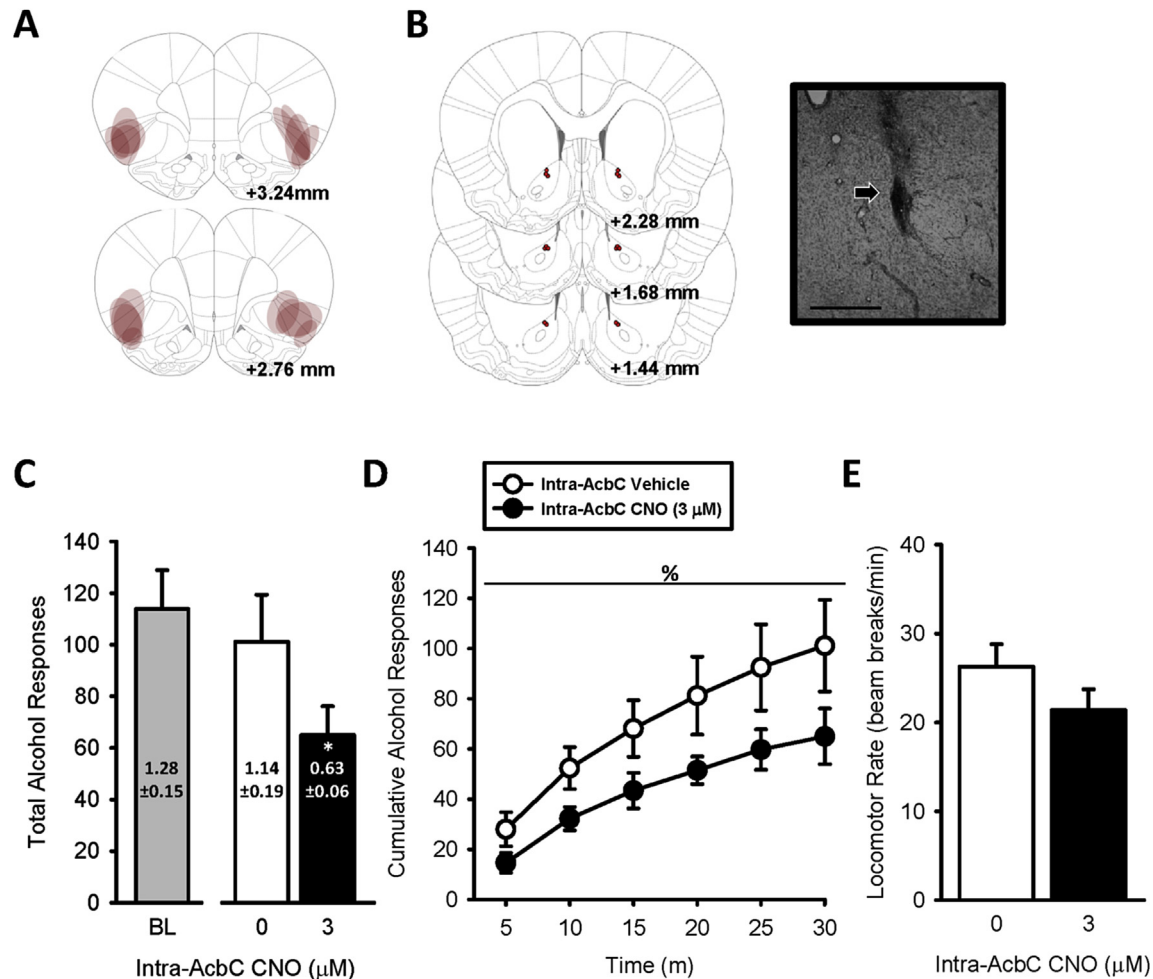 A
B
+3.24mm
+2.76 mm
+2.28 mm
+1.68 mm
+1.44 mm
C
D
E
Intra-AcbC Vehicle
Intra-AcbC CNO (3 µM)
Total Alcohol Responses
140
120
100
80
60
40
20
0
1.28
±0.15
1.14
±0.19
*
0.63
±0.06
BL
0
3
Intra-AcbC CNO (µM)
Cumulative Alcohol Responses
140
120
100
80
60
40
20
0
%
5
10
15
20
25
30
Time (m)
Locomotor Rate (beam breaks/min)
40
30
20
10
0
0
3
Intra-AcbC CNO (µM)